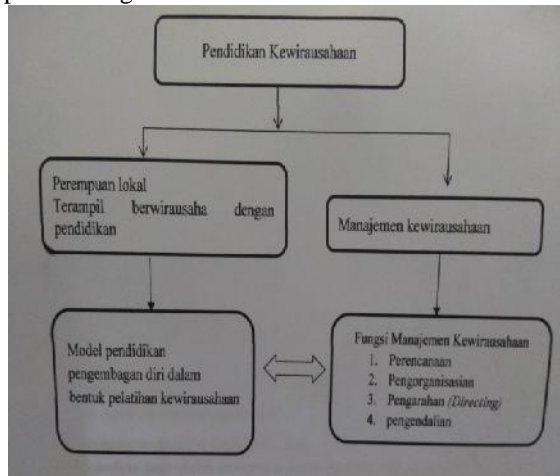 Pendidikan Kewirausahaan
Perempuan lokal
Terampil berwirausaha dengan
pendidikan
Manajemen kewirausahaan
Model pendidikan
pengembagan diri dalam
bentuk pelatihan kewirausahaan
Fungsi Manajemen Kewirausahaan
1. Perencanaan
2. Pengorganisasian
3. Pengarahan (Directing)
4. pengendalian